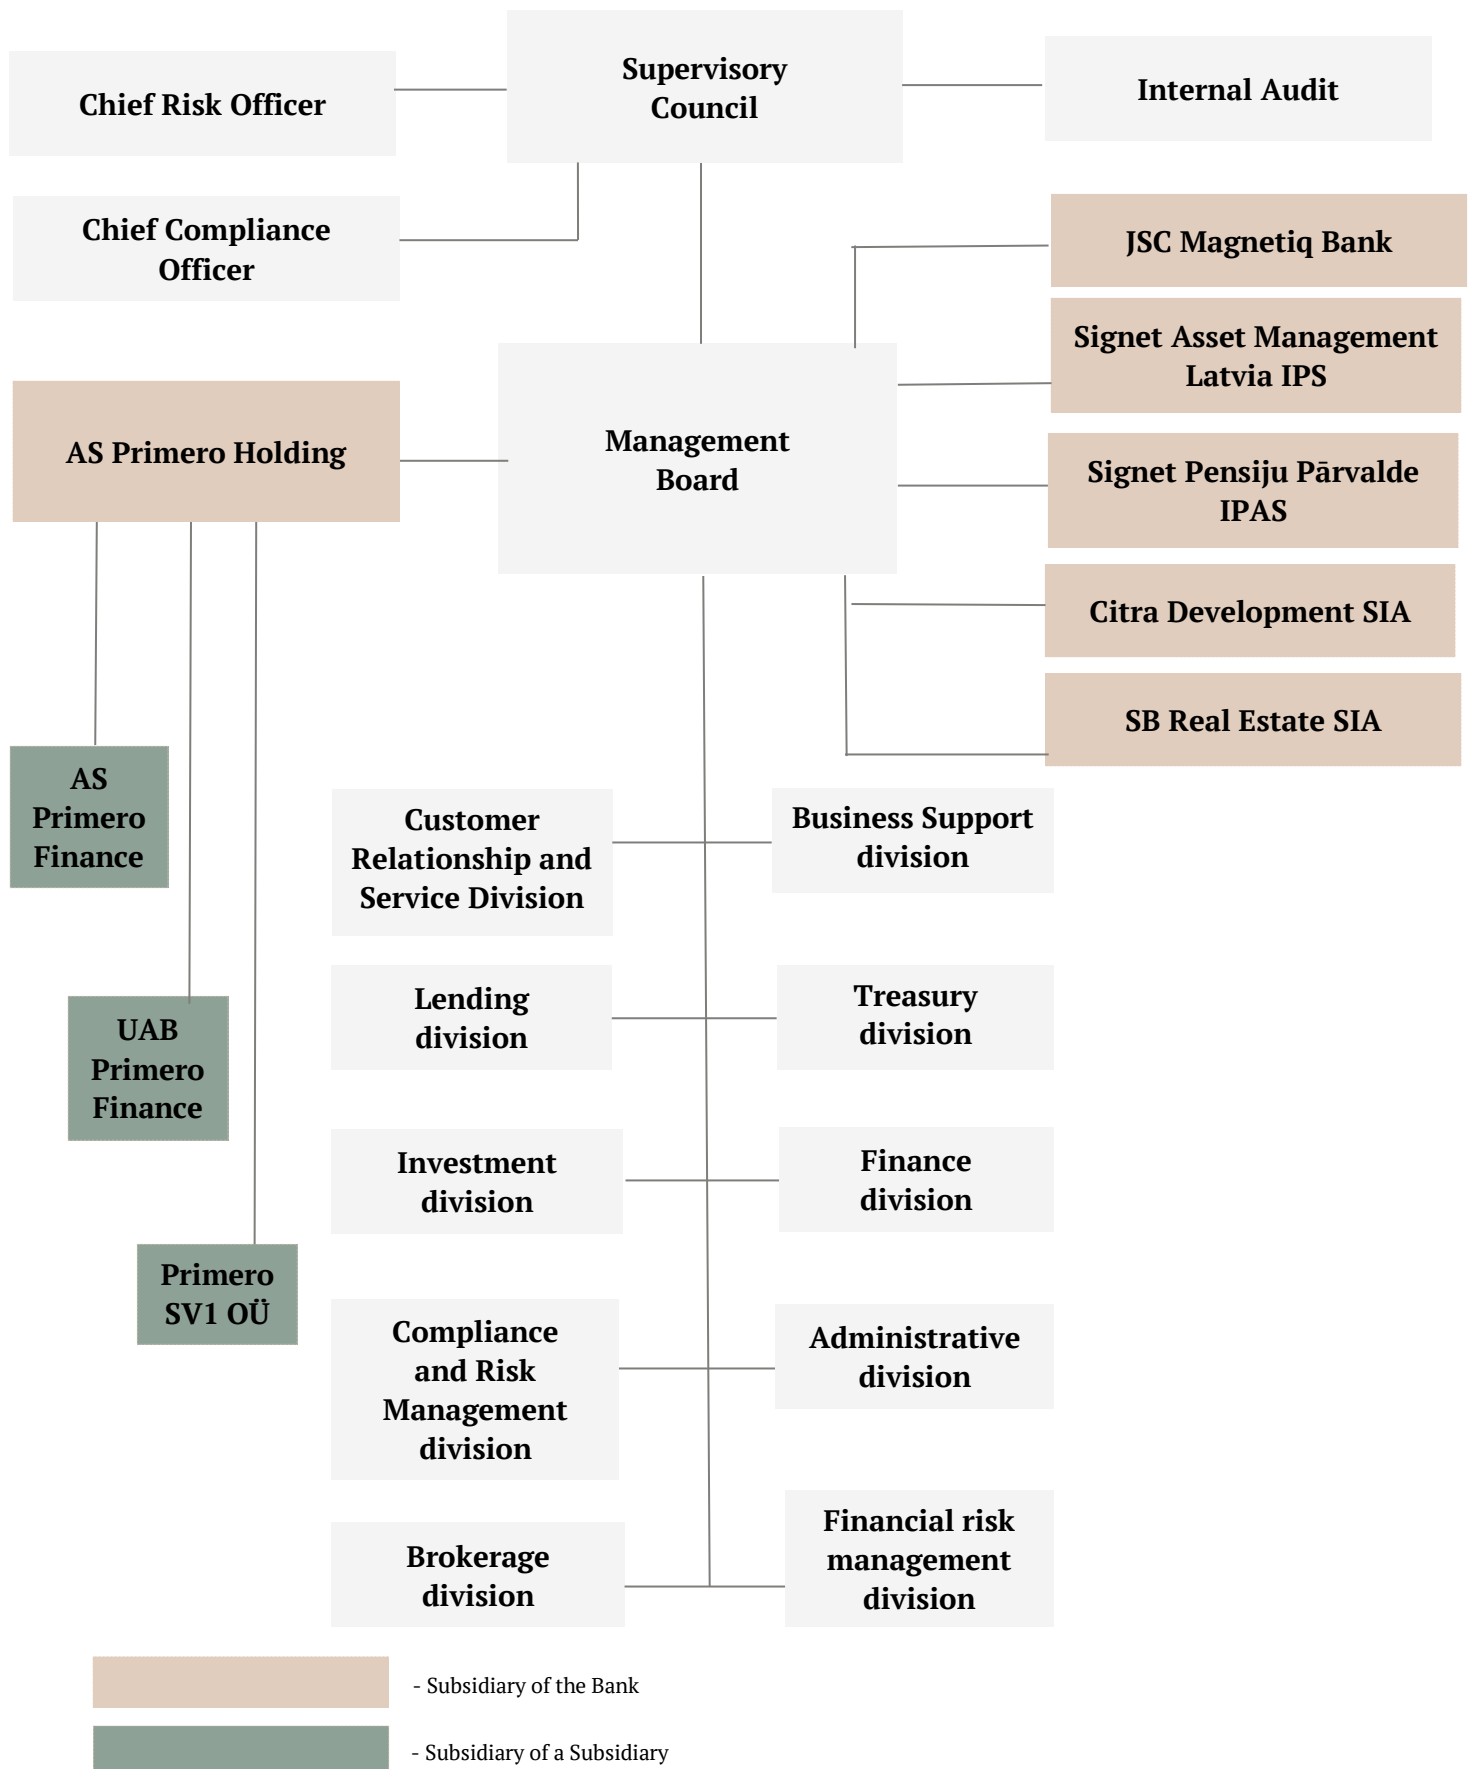 Supervisory
Council
Chief Risk Officer
Internal Audit
Chief Compliance
Officer
JSC Magnetiq Bank
Signet Asset Management
Latvia IPS
AS Primero Holding
Management
Board
Signet Pensiju Pārvalde
IPAS
Citra Development SIA
SB Real Estate SIA
AS
Primero
Finance
UAB
Primero
Finance
Primero
SV1 OÜ
Customer
Relationship and
Service Division
Business Support
division
Lending
division
Treasury
division
Investment
division
Finance
division
Compliance
and Risk
Management
division
Administrative
division
Brokerage
division
Financial risk
management
division
- Subsidiary of the Bank
- Subsidiary of a Subsidiary